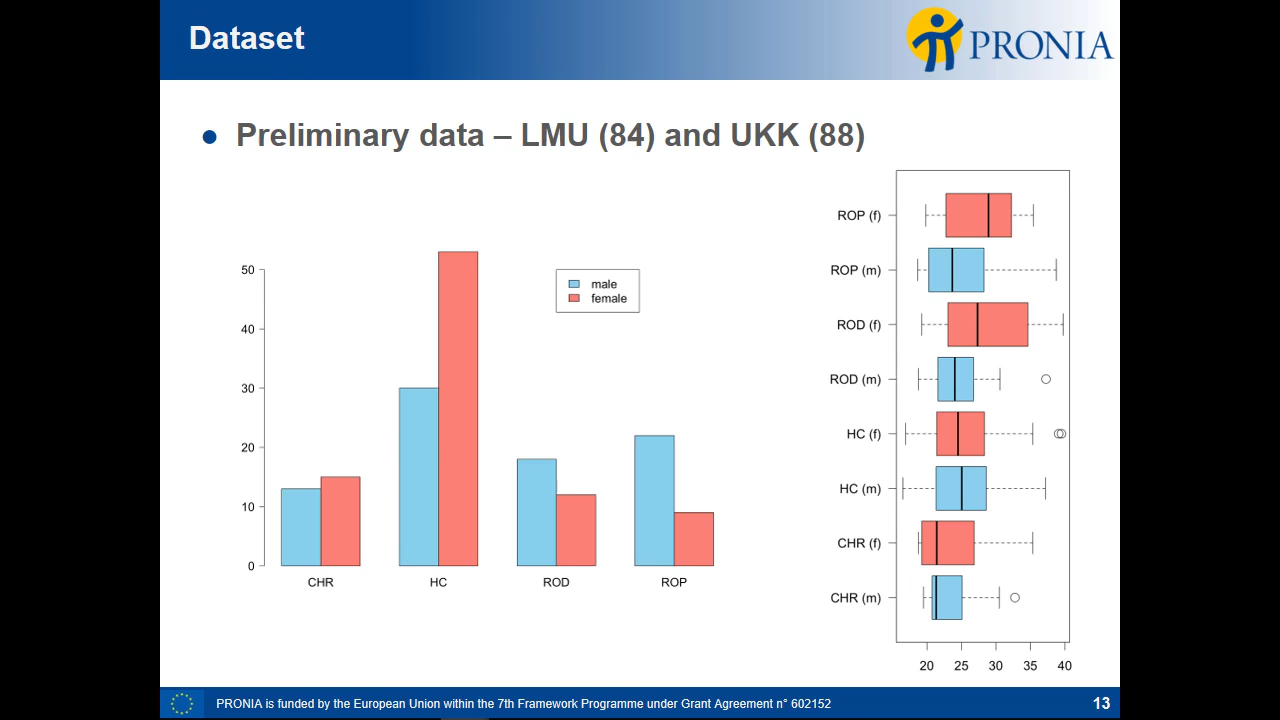 Dataset
PRONIA
● Preliminary data – LMU (84) and UKK (88)
50
40
30
20
10
0
male
female
CHR HC ROD ROP
ROP (f)
ROP (m)
ROD (f)
ROD (m)
HC (f)
HC (m)
CHR (f)
CHR (m)
20 25 30 35 40
PRONIA is funded by the European Union within the 7th Framework Programme under Grant Agreement n° 602152
13